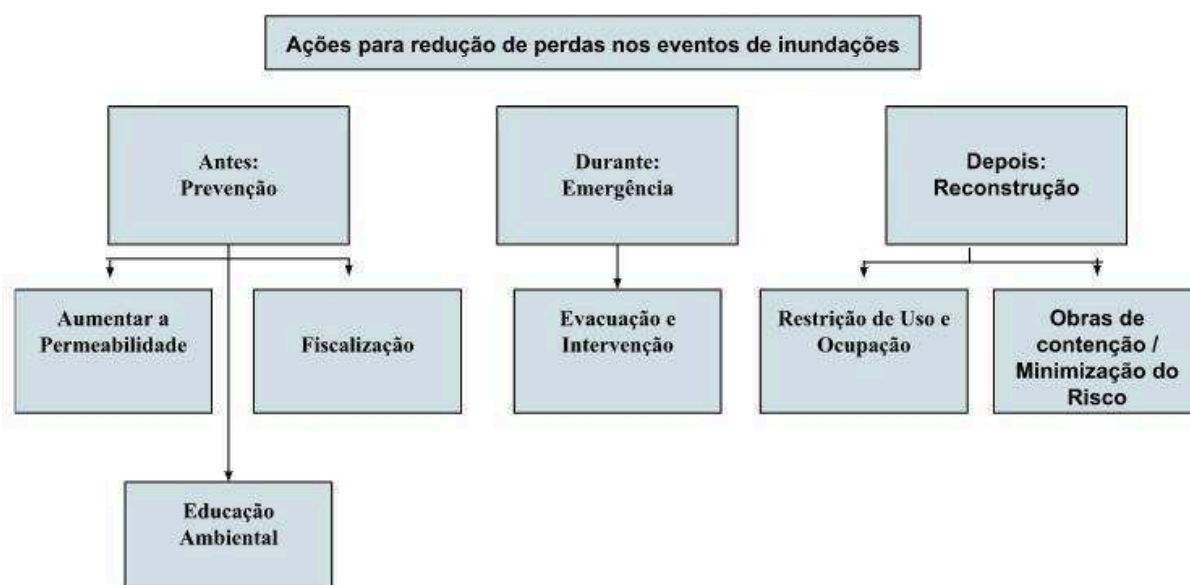 Ações para redução de perdas nos eventos de inundações
Antes:
Prevenção
Durante:
Emergência
Depois:
Reconstrução
Aumentar a
Permeabilidade
Fiscalização
Evacuação e
Intervenção
Restrição de Uso e
Ocupação
Obras de
contenção /
Minimização do
Risco
Educação
Ambiental